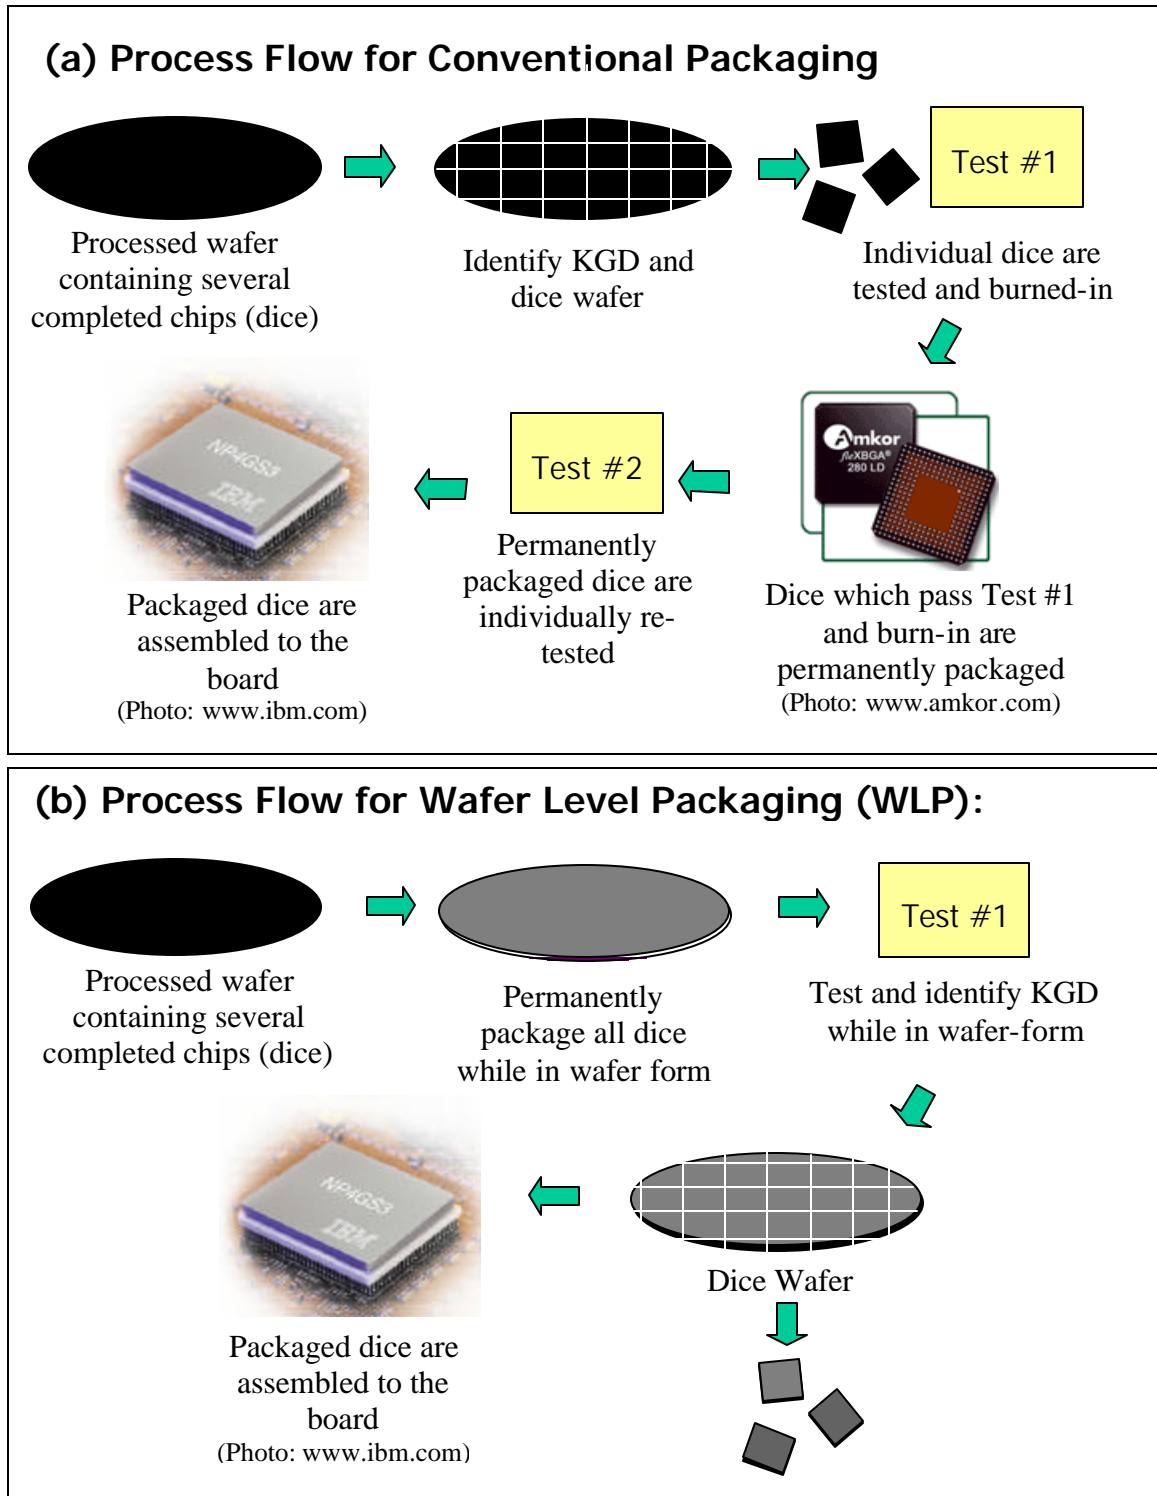 (a) Process Flow for Conventional Packaging
Processed wafer
containing several
completed chips (dice)
Identify KGD and
dice wafer
Test #1
Individual dice are
tested and burned-in
Amkor
fleXBGA®
280 LD
Dice which pass Test #1
and burn-in are
permanently packaged
(Photo: www.amkor.com)
Test #2
Permanently
packaged dice are
individually re-
tested
NP4GS3
IBM
Packaged dice are
assembled to the
board
(Photo: www.ibm.com)
(b) Process Flow for Wafer Level Packaging (WLP):
Processed wafer
containing several
completed chips (dice)
Permanently
package all dice
while in wafer form
Test #1
Test and identify KGD
while in wafer-form
Dice Wafer
NP4GS3
IBM
Packaged dice are
assembled to the
board
(Photo: www.ibm.com)